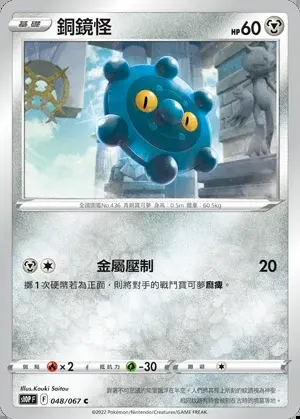 基礎 銅鏡怪 HP60
全國圖鑑No.436 青銅寶可夢 身高:0.5m 體重:60.5kg
金屬壓制 20
擲1次硬幣若為正面,則將對手的戰鬥寶可夢麻痺。
弱點 ×2 抵抗力 -30 撤退
Illus.Kouki Saitou
s10P F F 048/067 C
©2022 Pokémon/Nintendo/Creatures/GAME FREAK